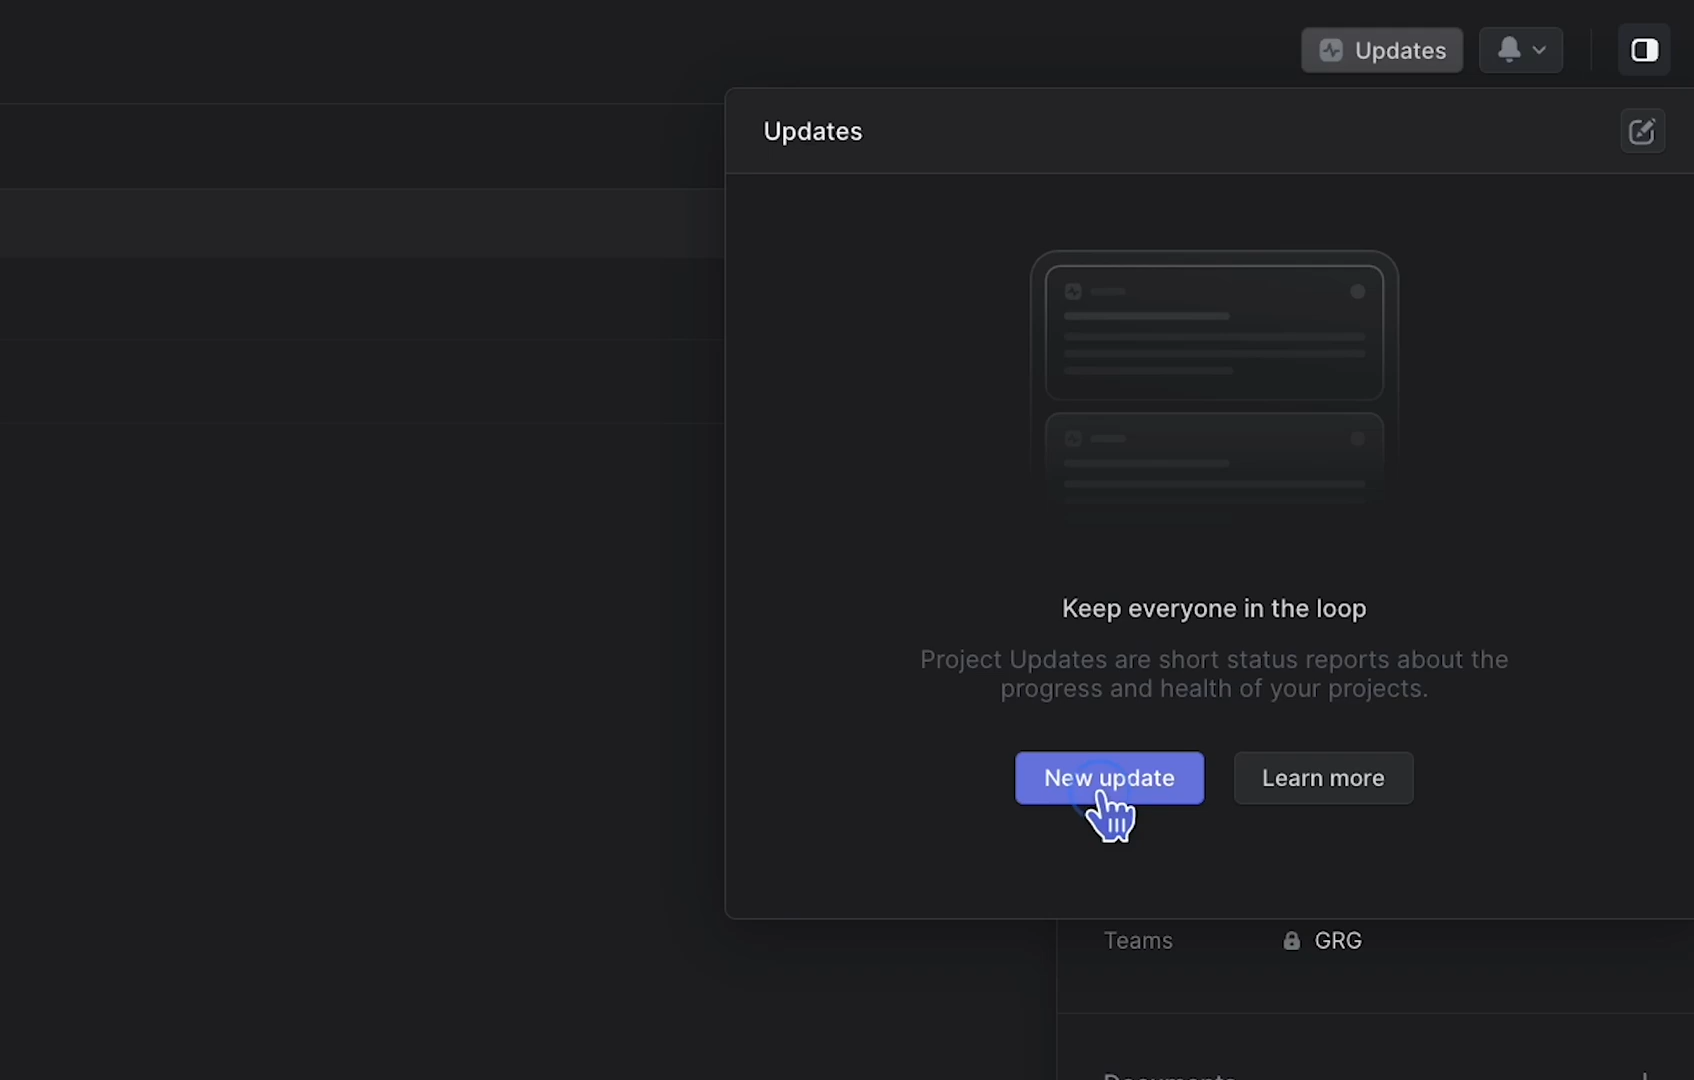 Updates
Updates
Keep everyone in the loop
Project Updates are short status reports about the
progress and health of your projects.
New update
Learn more
Teams
GRG
Documents